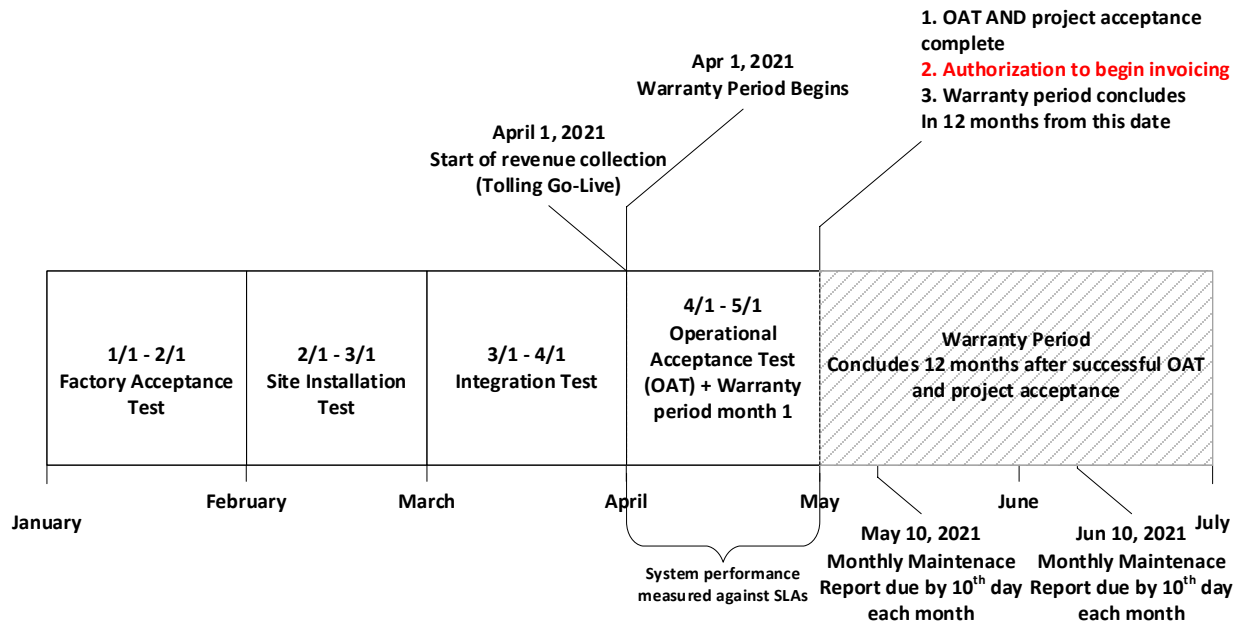 1. OAT AND project acceptance
complete
2. Authorization to begin invoicing
3. Warranty period concludes
In 12 months from this date
Apr 1, 2021
Warranty Period Begins
April 1, 2021
Start of revenue collection
(Tolling Go-Live)
1/1 - 2/1
Factory Acceptance
Test
2/1 - 3/1
Site Installation
Test
3/1 - 4/1
Integration Test
4/1 - 5/1
Operational
Acceptance Test
(OAT) + Warranty
period month 1
Warranty Period
Concludes 12 months after successful OAT
and project acceptance
January
February
March
April
May
June
July
System performance
measured against SLAs
May 10, 2021
Monthly Maintenace
Report due by 10th day
each month
Jun 10, 2021
Monthly Maintenace
Report due by 10th day
each month